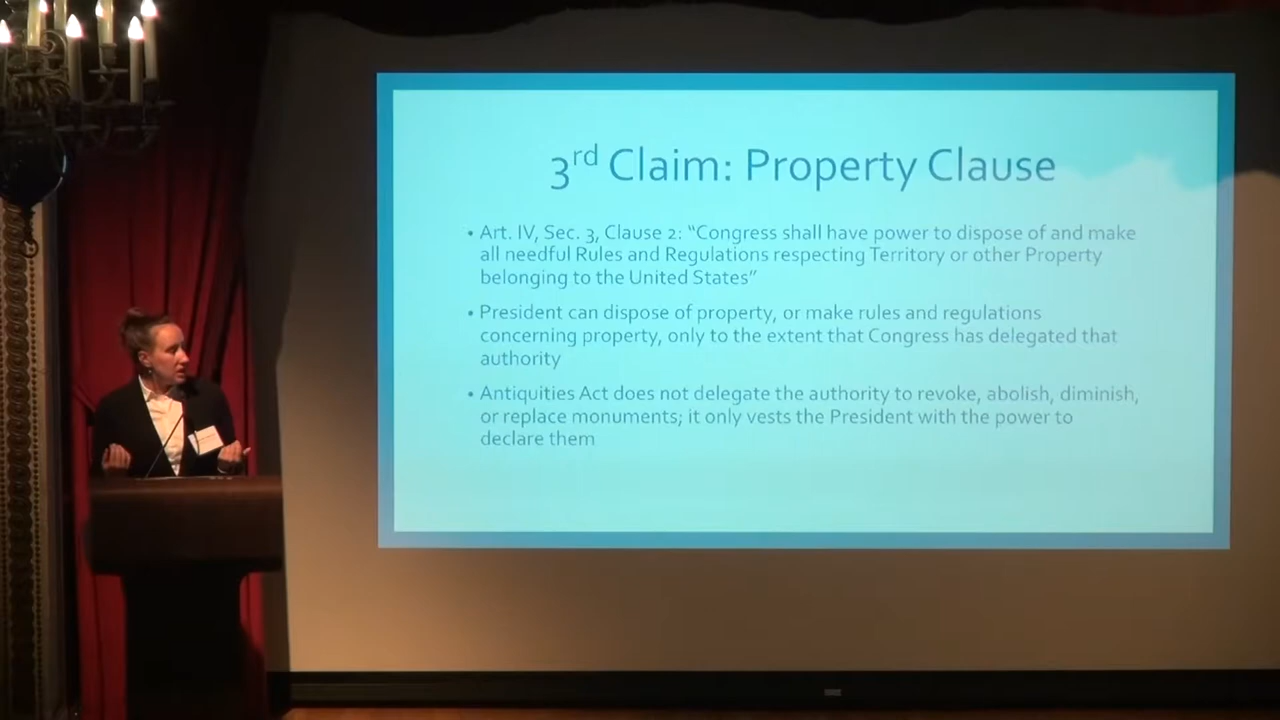 3rd Claim: Property Clause
• Art. IV, Sec. 3, Clause 2: “Congress shall have power to dispose of and make
all needful Rules and Regulations respecting Territory or other Property
belonging to the United States”
• President can dispose of property, or make rules and regulations
concerning property, only to the extent that Congress has delegated that
authority
• Antiquities Act does not delegate the authority to revoke, abolish, diminish,
or replace monuments; it only vests the President with the power to
declare them